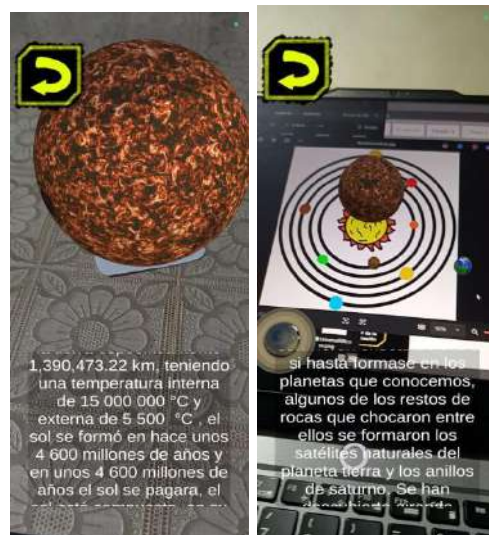 1,390,473.22 km, teniendo
una temperatura interna
de 15 000 000 °C y
externa de 5 500 °C , el
sol se formó en hace unos
4 600 millones de años y
en unos 4 600 millones de
años el sol se pagara, el
si hasta formase en los
planetas que conocemos,
algunos de los restos de
rocas que chocaron entre
ellos se formaron los
satélites naturales del
planeta tierra y los anillos
de saturno. Se han